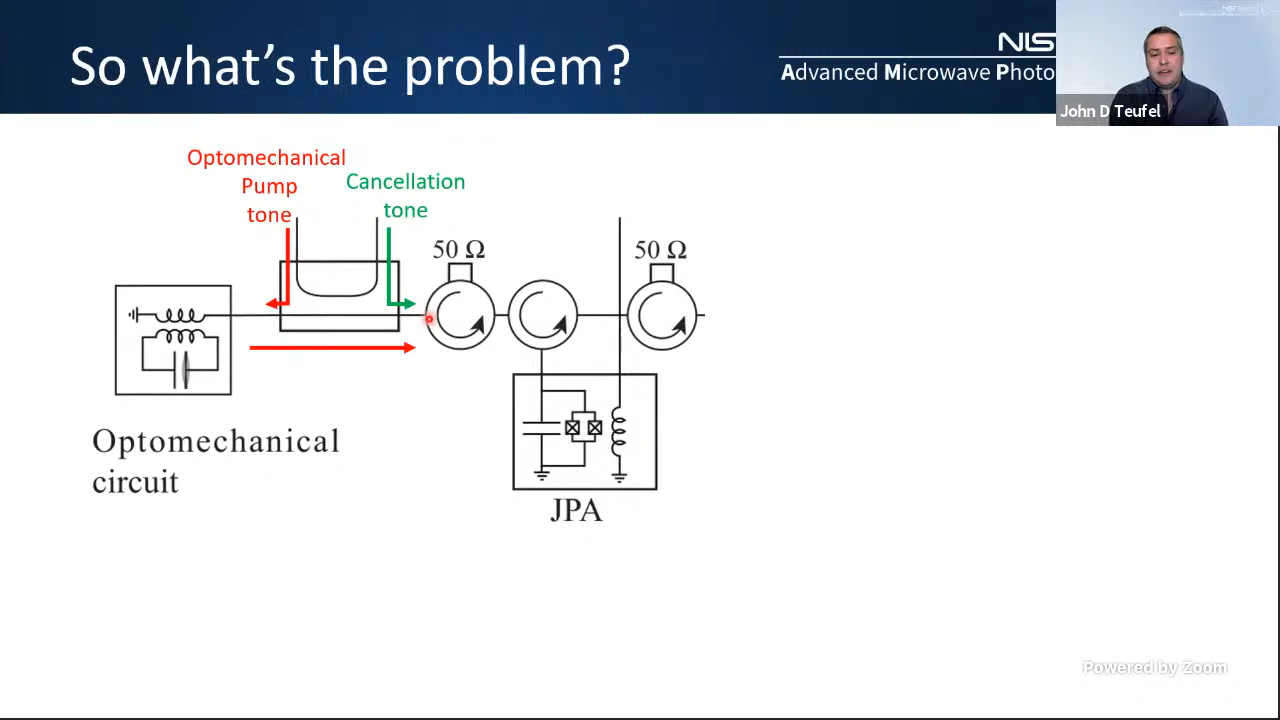 So what's the problem?
NIS
Advanced Microwave Photo
John D Teufel
Optomechanical
Pump
tone
Cancellation
tone
50 Ω
50 Ω
Optomechanical
circuit
JPA
Powered by Zoom